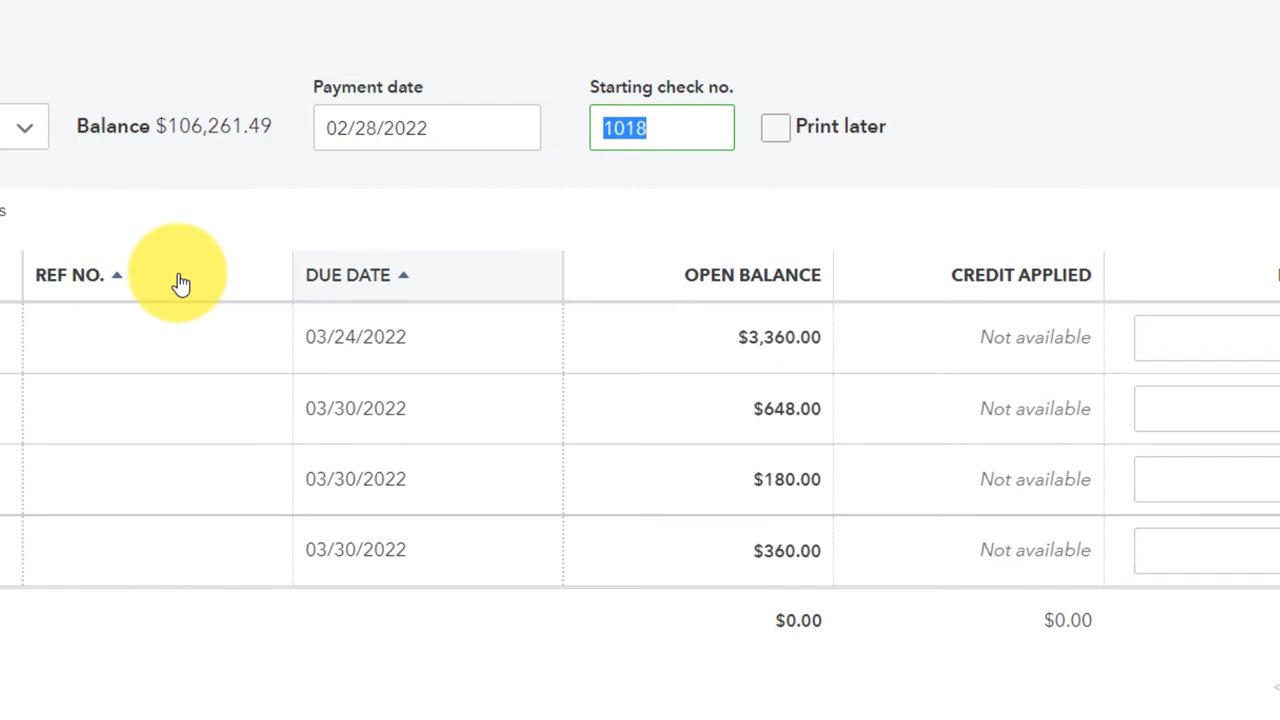 Payment date Starting check no.
Balance $106,261.49 02/28/2022 1018 Print later
s
REF NO. DUE DATE OPEN BALANCE CREDIT APPLIED
03/24/2022 $3,360.00 Not available
03/30/2022 $648.00 Not available
03/30/2022 $180.00 Not available
03/30/2022 $360.00 Not available
$0.00 $0.00